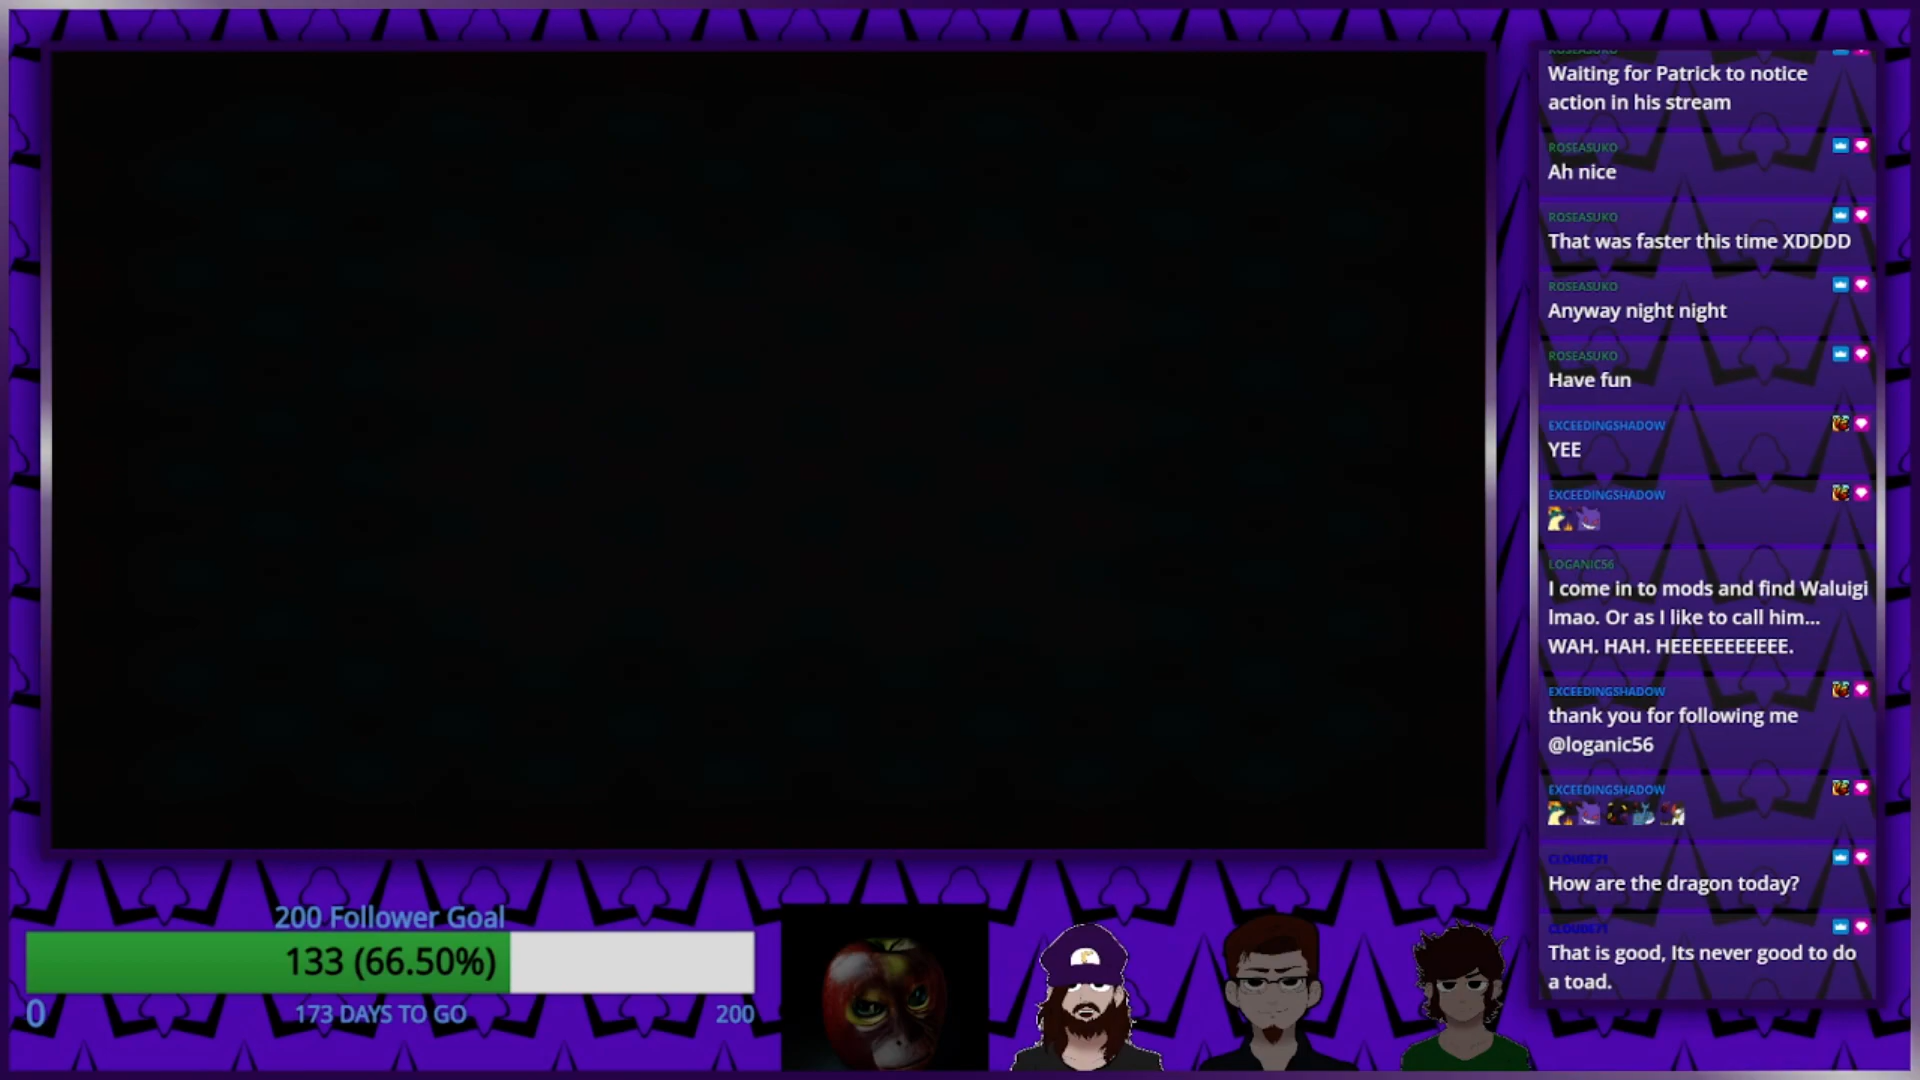 ROSEASUKO
Waiting for Patrick to notice
action in his stream
ROSEASUKO
Ah nice
ROSEASUKO
That was faster this time XDDDD
ROSEASUKO
Anyway night night
ROSEASUKO
Have fun
EXCEEDINGSHADOW
YEE
EXCEEDINGSHADOW
LOGANIC56
I come in to mods and find Waluigi
lmao. Or as I like to call him...
WAH. HAH. HEEEEEEEEEEE.
EXCEEDINGSHADOW
thank you for following me
@loganic56
EXCEEDINGSHADOW
CLOUDE71
How are the dragon today?
CLOUDE71
That is good, Its never good to do
a toad.
200 Follower Goal
133 (66.50%)
0
173 DAYS TO GO
200